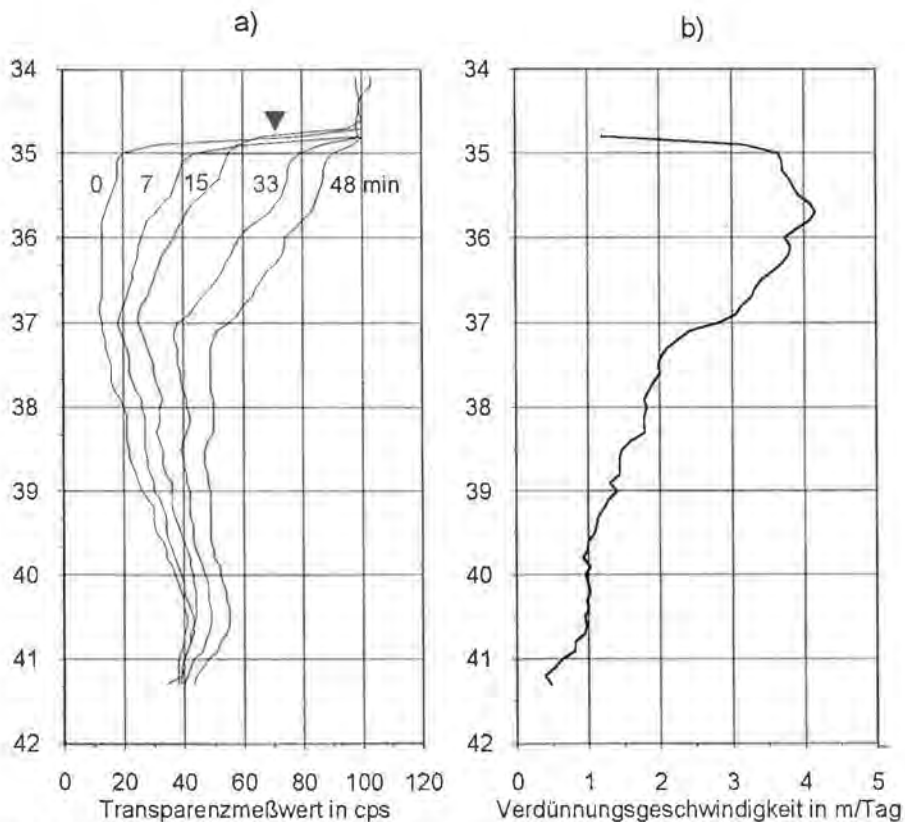 a)
34
35
36
37
38
39
40
41
42
0 7 15 33 48 min
0 20 40 60 80 100 120
Transparenzmeßwert in cps
b)
34
35
36
37
38
39
40
41
42
0 1 2 3 4 5
Verdünnungsgeschwindigkeit in m/Tag